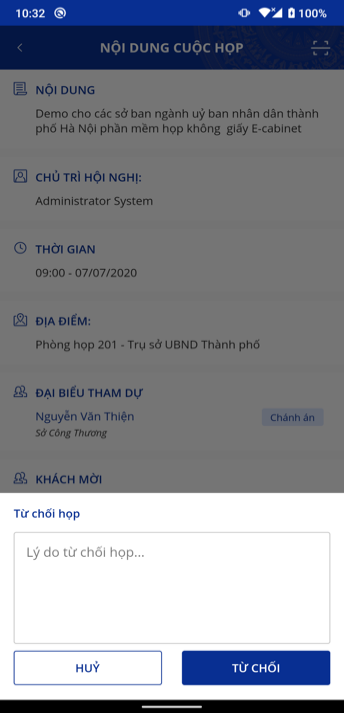 10:32
100%
NỘI DUNG CUỘC HỌP
NỘI DUNG
Demo cho các sở ban ngành uỷ ban nhân dân thành
phố Hà Nội phần mềm họp không giấy E-cabinet
CHỦ TRÌ HỘI NGHỊ:
Administrator System
THỜI GIAN
09:00 - 07/07/2020
ĐỊA ĐIỂM:
Phòng họp 201 - Trụ sở UBND Thành phố
ĐẠI BIỂU THAM DỰ
Nguyễn Văn Thiện
Chánh án
Sở Công Thương
KHÁCH MỜI
Từ chối họp
Lý do từ chối họp...
HUỶ
TỪ CHỐI